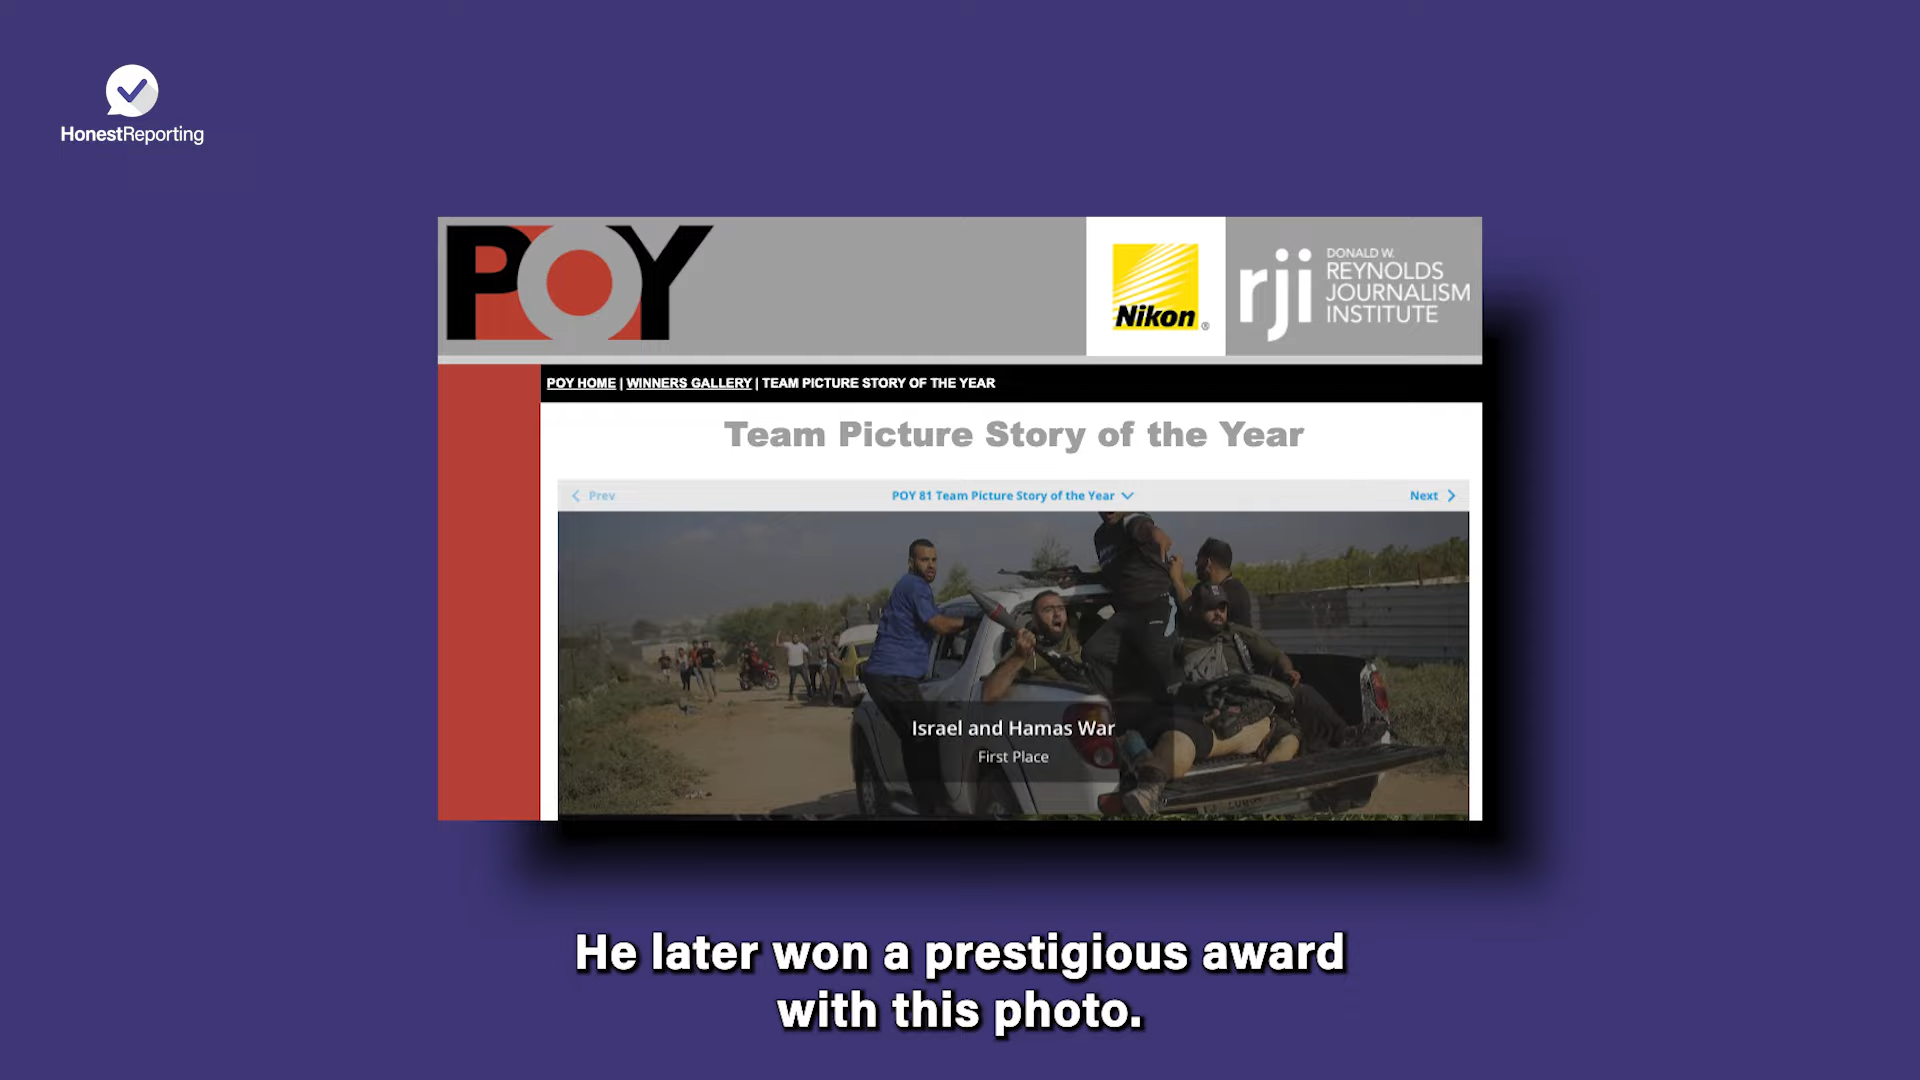 HonestReporting
POY
Nikon
®
rji
DONALD W.
REYNOLDS
JOURNALISM
INSTITUTE
POY HOME | WINNERS GALLERY | TEAM PICTURE STORY OF THE YEAR
Team Picture Story of the Year
Prev
POY 81 Team Picture Story of the Year
Next
Israel and Hamas War
First Place
He later won a prestigious award
with this photo.